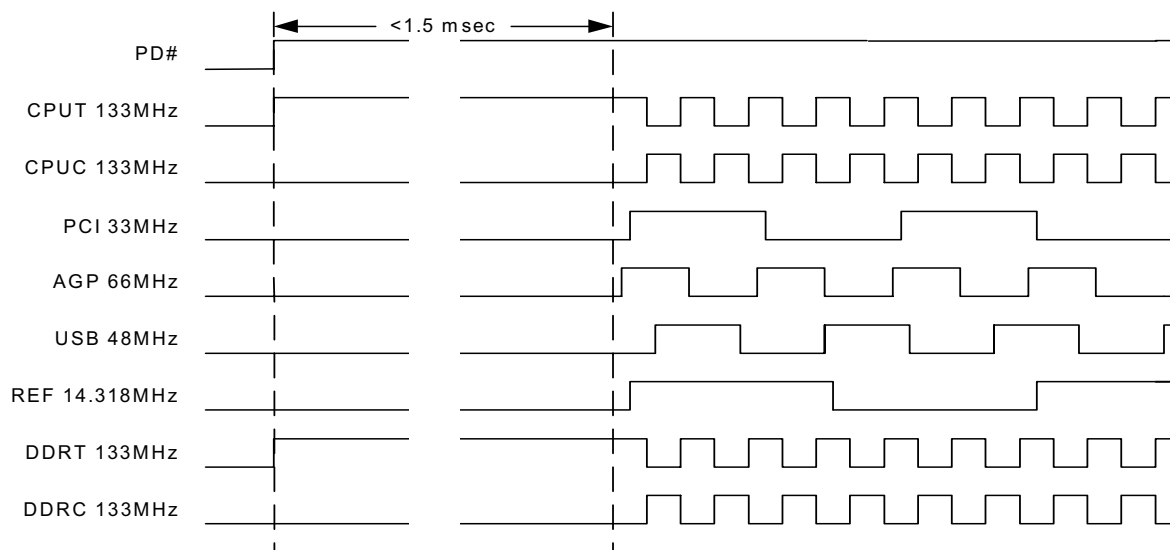 <1.5 msec
PD#
CPUT 133MHz
CPUC 133MHz
PCI 33MHz
AGP 66MHz
USB 48MHz
REF 14.318MHz
DDRT 133MHz
DDRC 133MHz